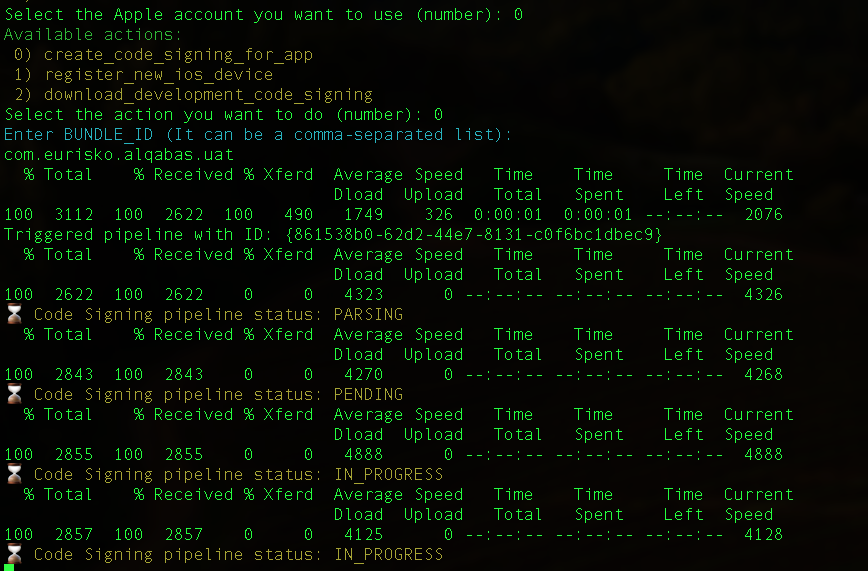 Select the Apple account you want to use (number): 0
Available actions:
0) create_code_signing_for_app
1) register_new_ios_device
2) download_development_code_signing
Select the action you want to do (number): 0
Enter BUNDLE_ID (It can be a comma-separated list):
com.eurisko.alqabas.uat
% Total % Received % Xferd Average Speed Time Time Time Current
Dload Upload Total Spent Left Speed
100 3112 100 2622 100 490 1749 326 0:00:01 0:00:01 --:--:-- 2076
Triggered pipeline with ID: {861538b0-62d2-44e7-8131-c0f6bc1dbec9}
% Total % Received % Xferd Average Speed Time Time Time Current
Dload Upload Total Spent Left Speed
100 2622 100 2622 0 0 4323 0 --:--:-- --:--:-- --:--:-- 4326
⏳ Code Signing pipeline status: PARSING
% Total % Received % Xferd Average Speed Time Time Time Current
Dload Upload Total Spent Left Speed
100 2843 100 2843 0 0 4270 0 --:--:-- --:--:-- --:--:-- 4268
⏳ Code Signing pipeline status: PENDING
% Total % Received % Xferd Average Speed Time Time Time Current
Dload Upload Total Spent Left Speed
100 2855 100 2855 0 0 4888 0 --:--:-- --:--:-- --:--:-- 4888
⏳ Code Signing pipeline status: IN_PROGRESS
% Total % Received % Xferd Average Speed Time Time Time Current
Dload Upload Total Spent Left Speed
100 2857 100 2857 0 0 4125 0 --:--:-- --:--:-- --:--:-- 4128
⏳ Code Signing pipeline status: IN_PROGRESS